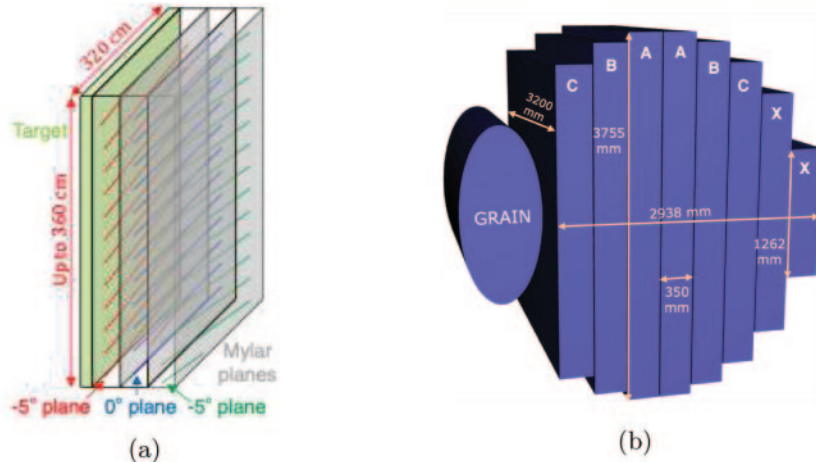 320 cm
Target
Up to 360 cm
Mylar
planes
-5° plane
0° plane
-5° plane
(a)
A
A
B
B
C
C
X
X
3200
mm
3755
mm
GRAIN
2938 mm
1262
mm
350
mm
(b)